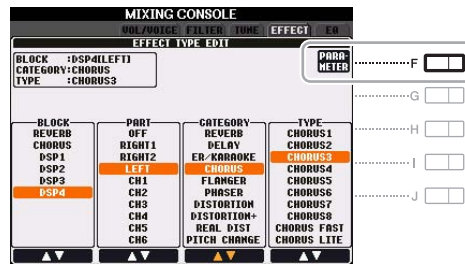 MIXING CONSOLE
VOL/VOICE FILTER TUNE EFFECT EQ
EFFECT TYPE EDIT
BLOCK :DSP4[LEFT]
CATEGORY:CHORUS
TYPE :CHORUS3
PARA-
METER
F
G
H
I
J
BLOCK PART CATEGORY TYPE
REVERB OFF REVERB CHORUS1
CHORUS RIGHT1 DELAY CHORUS2
DSP1 RIGHT2 ER/KARAOKE CHORUS3
DSP2 LEFT CHORUS CHORUS4
DSP3 CH1 FLANGER CHORUS5
DSP4 CH2 PHASER CHORUS6
CH3 DISTORTION CHORUS7
CH4 DISTORTION+ CHORUS8
CH5 REAL DIST CHORUS FAST
CH6 PITCH CHANGE CHORUS LITE